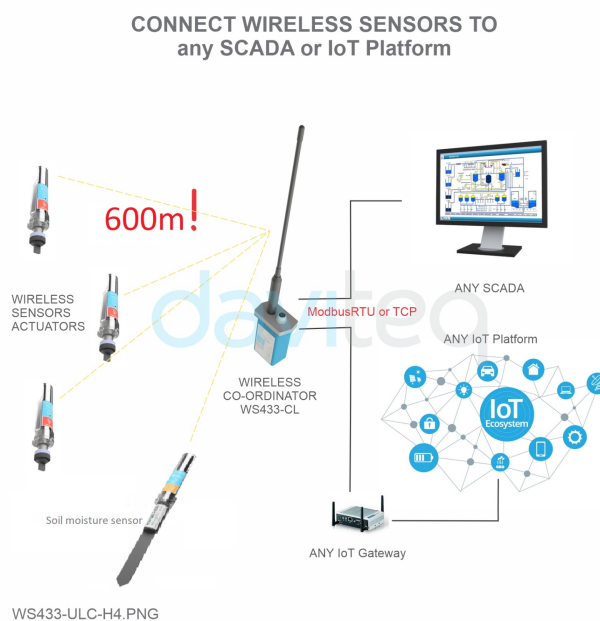 CONNECT WIRELESS SENSORS TO
any SCADA or IoT Platform
600m!
WIRELESS
SENSORS
ACTUATORS
daviteq
ModbusRTU or TCP
ANY SCADA
ANY IoT Platform
WIRELESS
CO-ORDINATOR
WS433-CL
IoT
Ecosystem
Soil moisture sensor
ANY IoT Gateway
WS433-ULC-H4.PNG